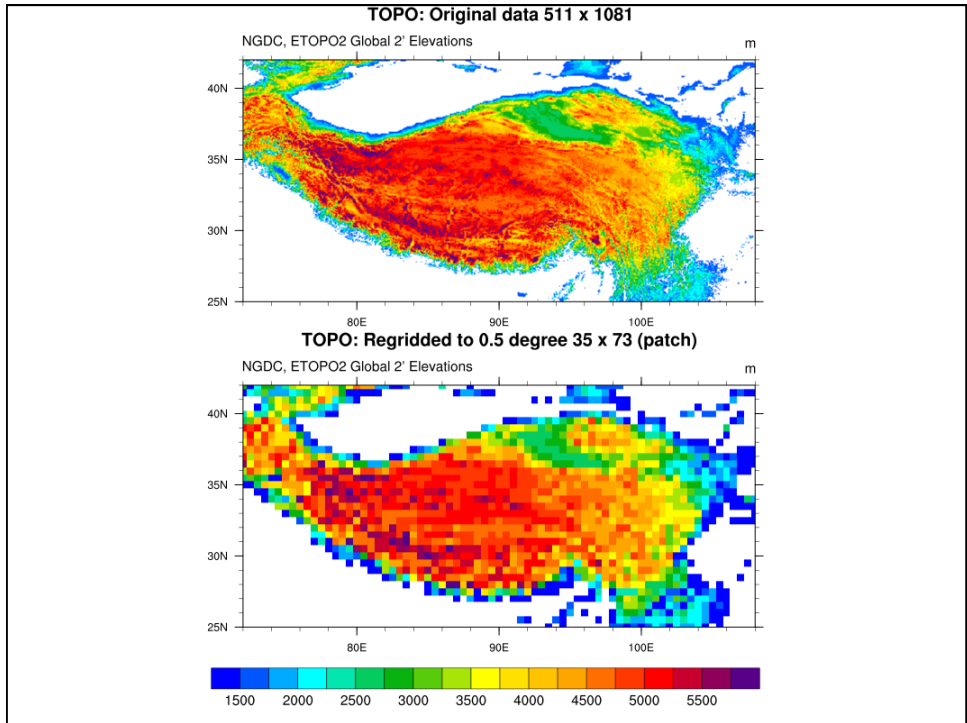 TOPO: Original data 511 x 1081
NGDC, ETOPO2 Global 2' Elevations m
40N
35N
30N
25N
80E 90E 100E
TOPO: Regridded to 0.5 degree 35 x 73 (patch)
NGDC, ETOPO2 Global 2' Elevations m
40N
35N
30N
25N
80E 90E 100E
1500 2000 2500 3000 3500 4000 4500 5000 5500